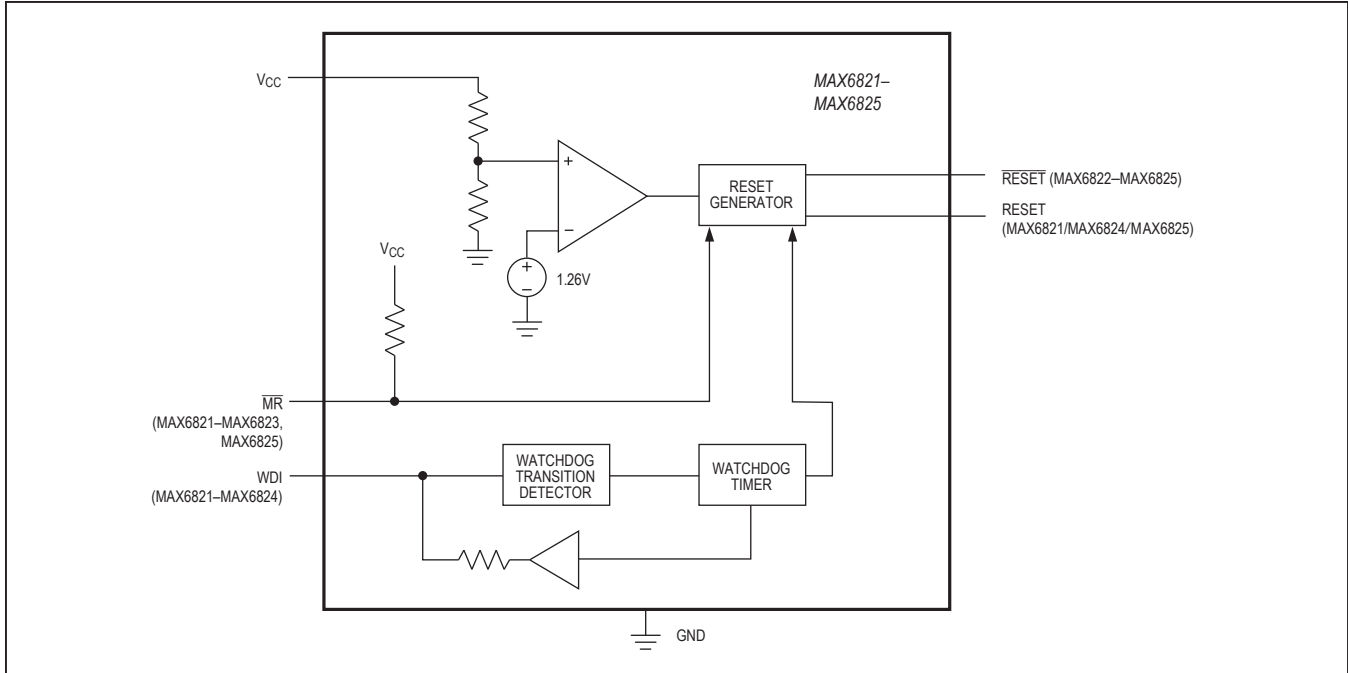 MAX6821–
MAX6825
VCC
+
–
RESET
GENERATOR
RESET (MAX6822–MAX6825)
RESET
(MAX6821/MAX6824/MAX6825)
VCC
+
–
1.26V
MR
(MAX6821–MAX6823,
MAX6825)
WDI
(MAX6821–MAX6824)
WATCHDOG
TRANSITION
DETECTOR
WATCHDOG
TIMER
GND